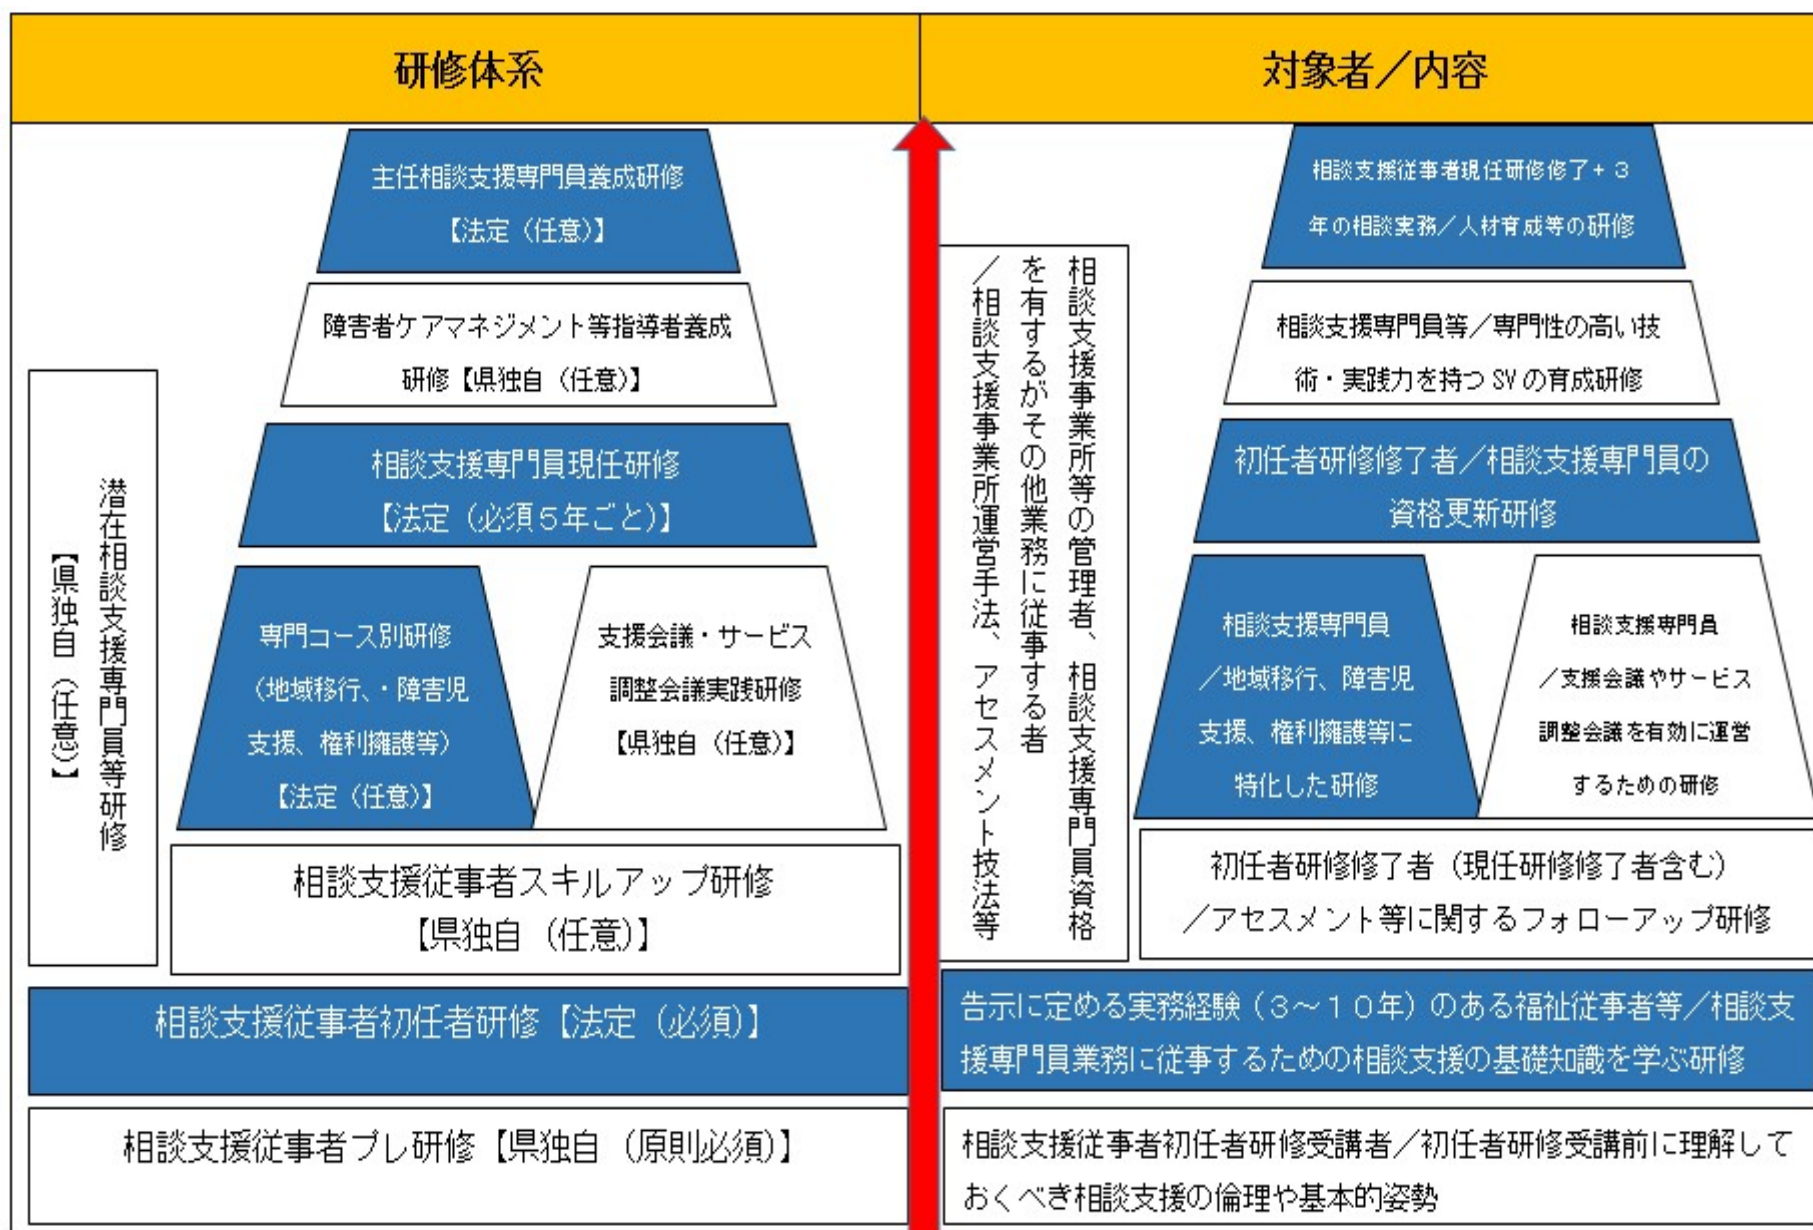 研修体系
対象者／内容
主任相談支援専門員養成研修
【法定（任意）】
障害者ケアマネジメント等指導者養成
研修【県独自（任意）】
相談支援専門員現任研修
【法定（必須５年ごと）】
専門コース別研修
（地域移行、・障害児
支援、権利擁護等）
【法定（任意）】
支援会議・サービス
調整会議実践研修
【県独自（任意）】
潜在相談支援専門員等研修
【県独自（任意）】
相談支援従事者スキルアップ研修
【県独自（任意）】
相談支援従事者初任者研修【法定（必須）】
相談支援従事者プレ研修【県独自（原則必須）】
相談支援従事者現任研修修了＋３
年の相談実務／人材育成等の研修
相談支援専門員等／専門性の高い技
術・実践力を持つSVの育成研修
初任者研修修了者／相談支援専門員の
資格更新研修
相談支援専門員
／地域移行、障害児
支援、権利擁護等に
特化した研修
相談支援専門員
／支援会議やサービス
調整会議を有効に運営
するための研修
相談支援事業所等の管理者、相談支援専門員資格
を有するがその他業務に従事する者
／相談支援事業所運営手法、アセスメント技法等
初任者研修修了者（現任研修修了者含む）
／アセスメント等に関するフォローアップ研修
告示に定める実務経験（３～１０年）のある福祉従事者等／相談支
援専門員業務に従事するための相談支援の基礎知識を学ぶ研修
相談支援従事者初任者研修受講者／初任者研修受講前に理解して
おくべき相談支援の倫理や基本的姿勢